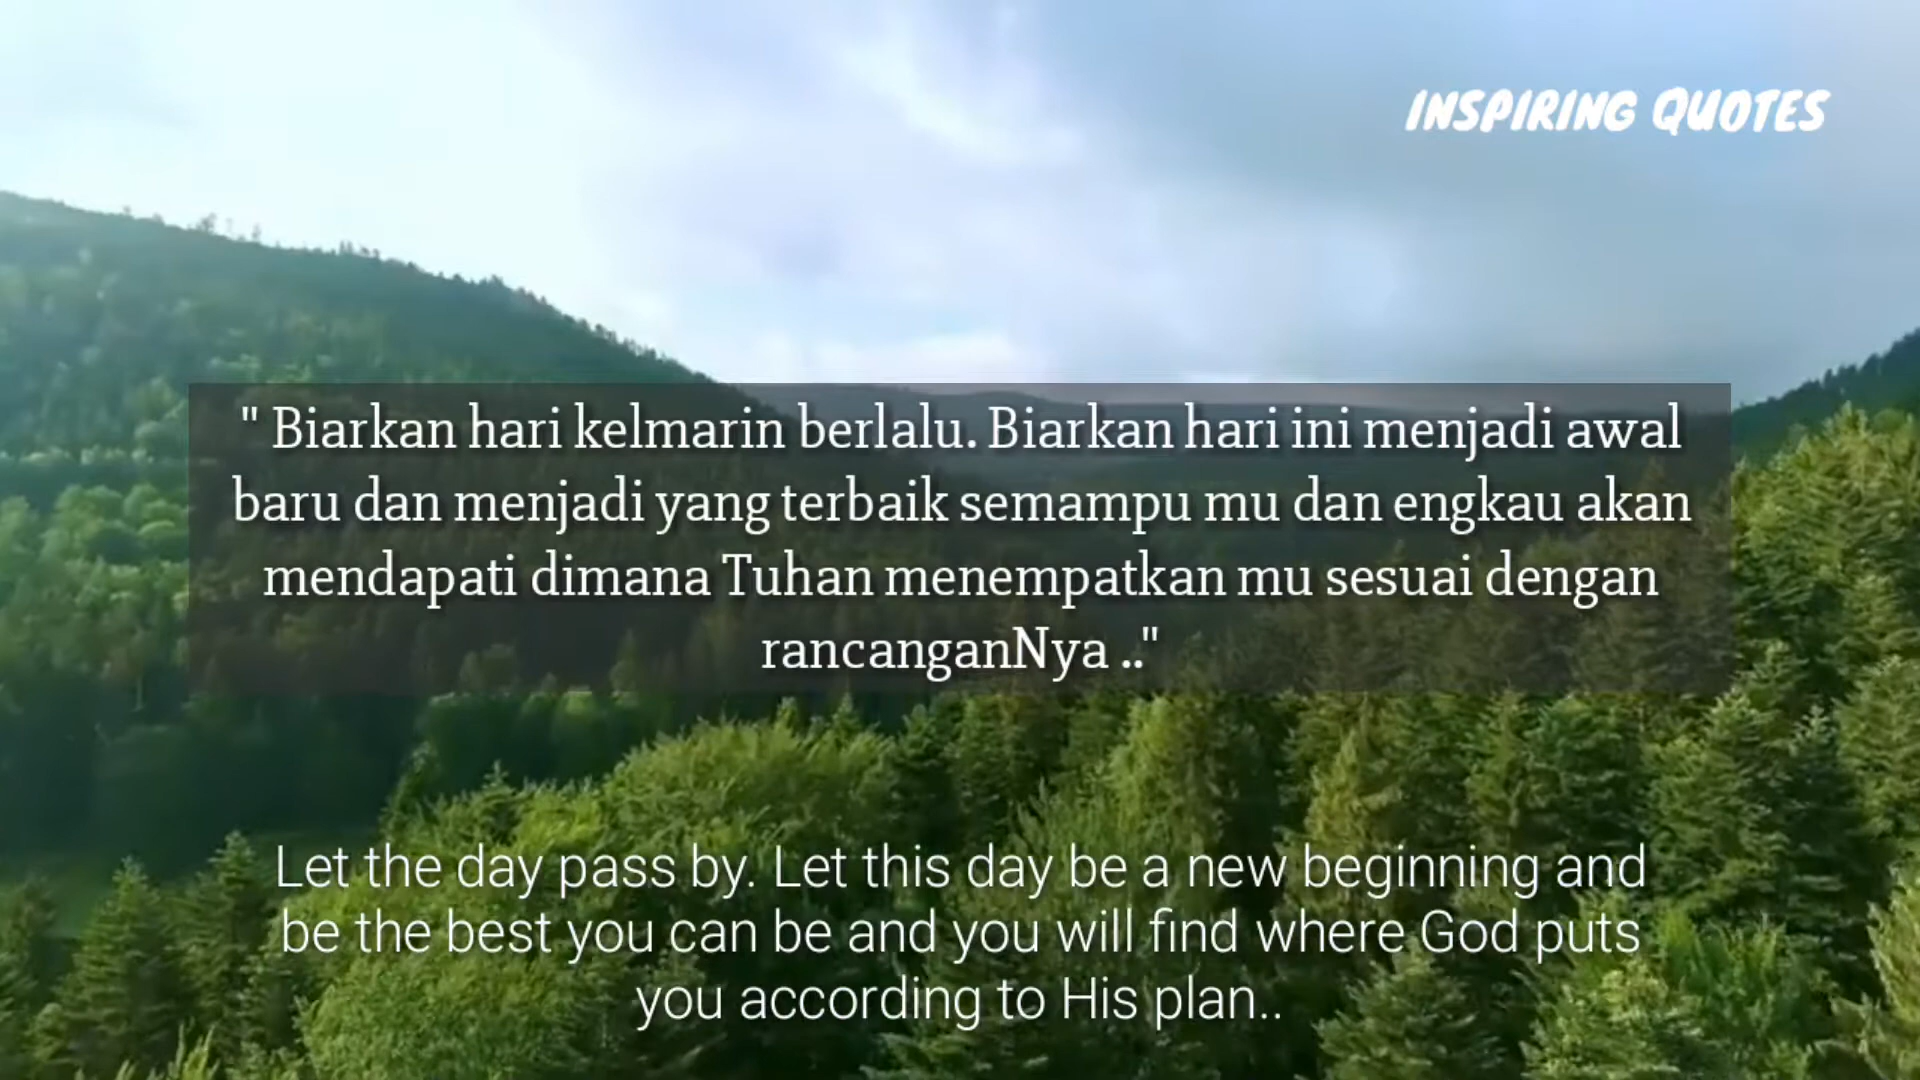 INSPIRING QUOTES
" Biarkan hari kelmarin berlalu. Biarkan hari ini menjadi awal
baru dan menjadi yang terbaik semampu mu dan engkau akan
mendapati dimana Tuhan menempatkan mu sesuai dengan
rancanganNya .."
Let the day pass by. Let this day be a new beginning and
be the best you can be and you will find where God puts
you according to His plan..